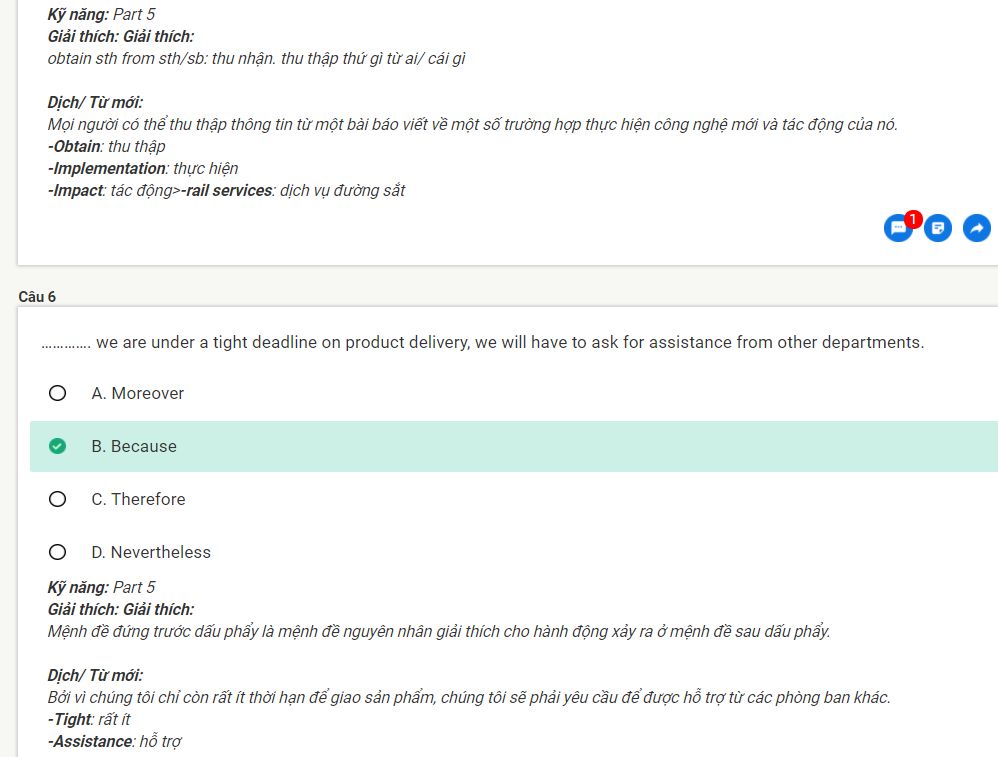 Kỹ năng: Part 5
Giải thích: Giải thích:
obtain sth from sth/sb: thu nhận. thu thập thứ gì từ ai/ cái gì
Dịch/ Từ mới:
Mọi người có thể thu thập thông tin từ một bài báo viết về một số trường hợp thực hiện công nghệ mới và tác động của nó.
-Obtain: thu thập
-Implementation: thực hiện
-Impact: tác động>-rail services: dịch vụ đường sắt
1
Câu 6
............. we are under a tight deadline on product delivery, we will have to ask for assistance from other departments.
A. Moreover
B. Because
C. Therefore
D. Nevertheless
Kỹ năng: Part 5
Giải thích: Giải thích:
Mệnh đề đứng trước dấu phẩy là mệnh đề nguyên nhân giải thích cho hành động xảy ra ở mệnh đề sau dấu phẩy.
Dịch/ Từ mới:
Bởi vì chúng tôi chỉ còn rất ít thời hạn để giao sản phẩm, chúng tôi sẽ phải yêu cầu để được hỗ trợ từ các phòng ban khác.
-Tight: rất ít
-Assistance: hỗ trợ